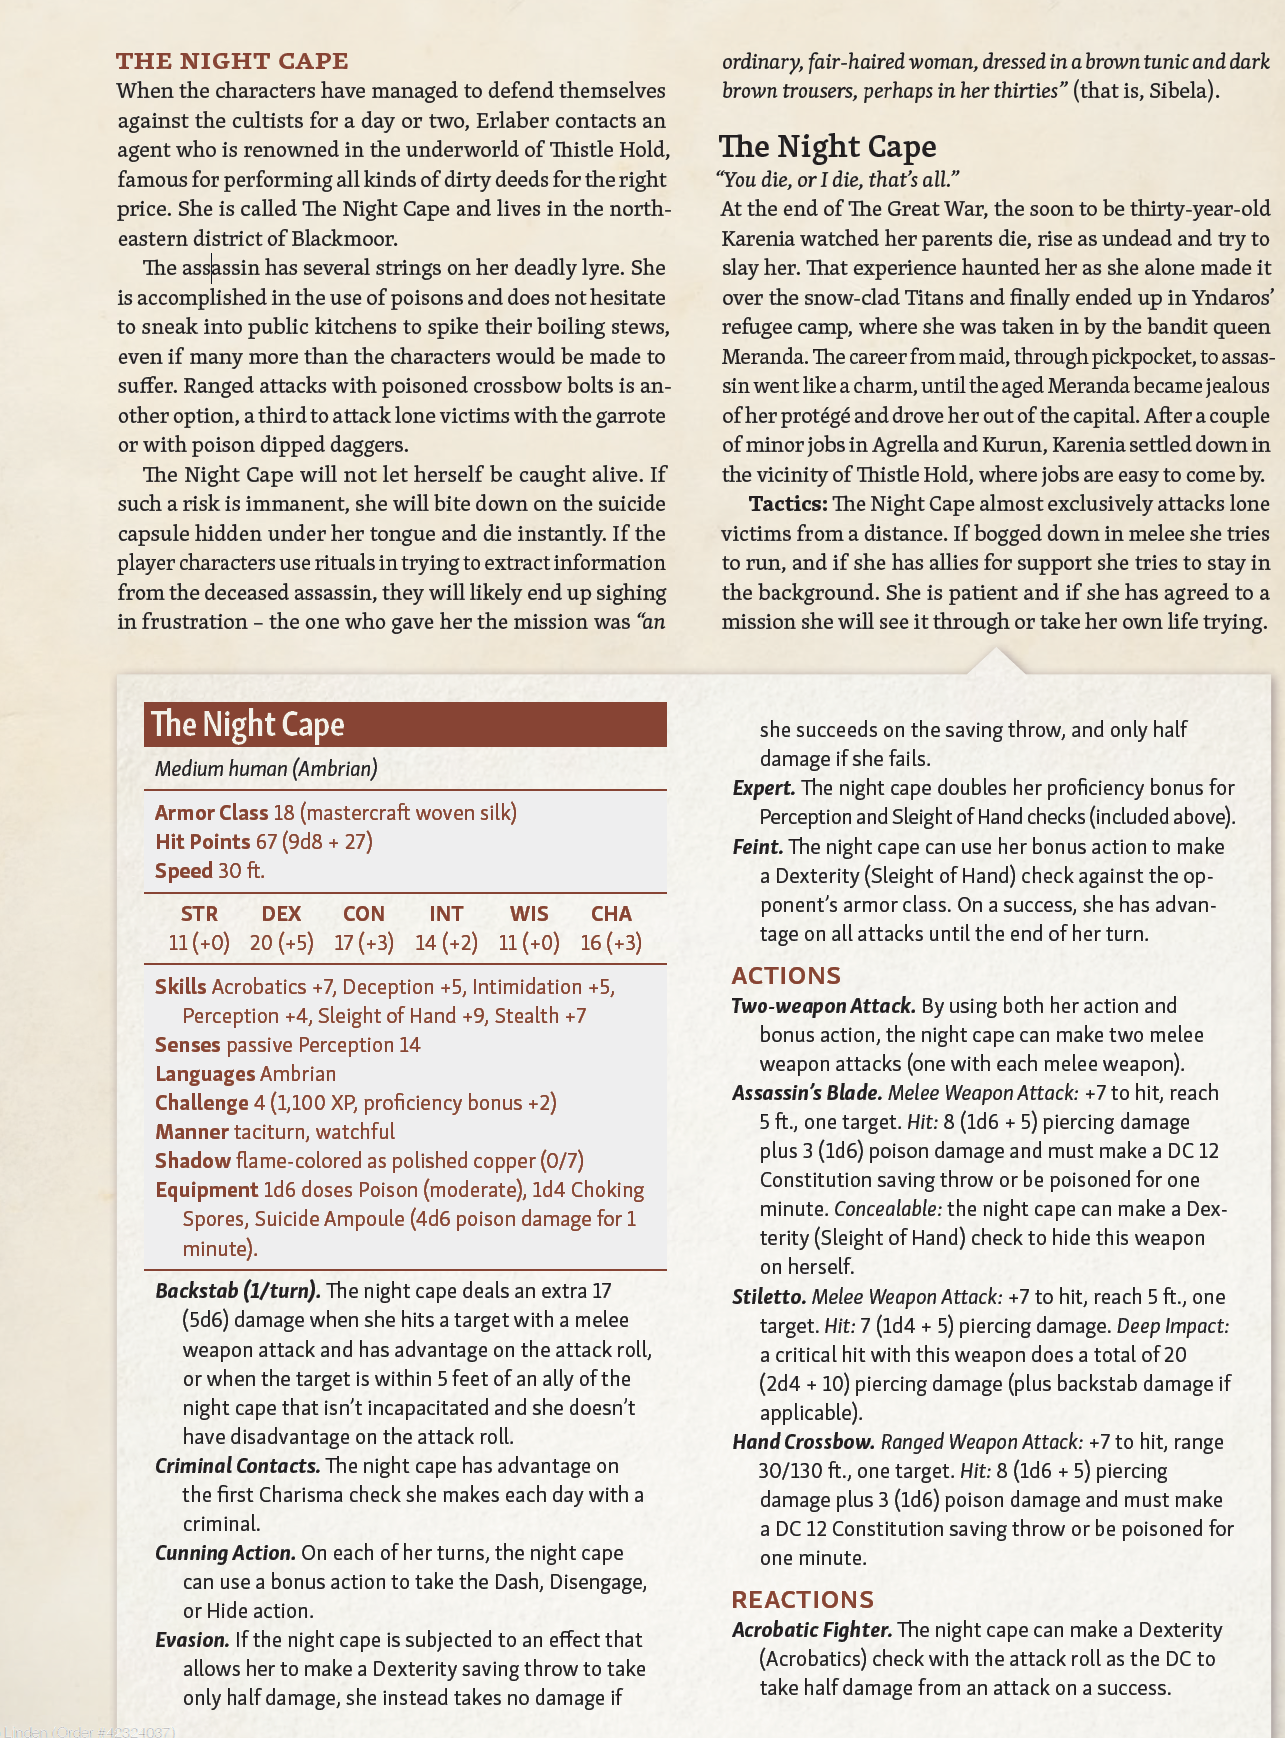 THE NIGHT CAPE
When the characters have managed to defend themselves
against the cultists for a day or two, Erlaber contacts an
agent who is renowned in the underworld of Thistle Hold,
famous for performing all kinds of dirty deeds for the right
price. She is called The Night Cape and lives in the north-
eastern district of Blackmoor.
The assassin has several strings on her deadly lyre. She
is accomplished in the use of poisons and does not hesitate
to sneak into public kitchens to spike their boiling stews,
even if many more than the characters would be made to
suffer. Ranged attacks with poisoned crossbow bolts is an-
other option, a third to attack lone victims with the garrote
or with poison dipped daggers.
The Night Cape will not let herself be caught alive. If
such a risk is immanent, she will bite down on the suicide
capsule hidden under her tongue and die instantly. If the
player characters use rituals in trying to extract information
from the deceased assassin, they will likely end up sighing
in frustration – the one who gave her the mission was “an
ordinary, fair-haired woman, dressed in a brown tunic and dark
brown trousers, perhaps in her thirties” (that is, Sibela).
The Night Cape
“You die, or I die, that’s all.”
At the end of The Great War, the soon to be thirty-year-old
Karenia watched her parents die, rise as undead and try to
slay her. That experience haunted her as she alone made it
over the snow-clad Titans and finally ended up in Yndaros’
refugee camp, where she was taken in by the bandit queen
Meranda. The career from maid, through pickpocket, to assas-
sin went like a charm, until the aged Meranda became jealous
of her protégé and drove her out of the capital. After a couple
of minor jobs in Agrella and Kurun, Karenia settled down in
the vicinity of Thistle Hold, where jobs are easy to come by.
Tactics: The Night Cape almost exclusively attacks lone
victims from a distance. If bogged down in melee she tries
to run, and if she has allies for support she tries to stay in
the background. She is patient and if she has agreed to a
mission she will see it through or take her own life trying.
The Night Cape
Medium human (Ambrian)
Armor Class 18 (mastercraft woven silk)
Hit Points 67 (9d8 + 27)
Speed 30 ft.
STR DEX CON INT WIS CHA
11 (+0) 20 (+5) 17 (+3) 14 (+2) 11 (+0) 16 (+3)
Skills Acrobatics +7, Deception +5, Intimidation +5,
Perception +4, Sleight of Hand +9, Stealth +7
Senses passive Perception 14
Languages Ambrian
Challenge 4 (1,100 XP, proficiency bonus +2)
Manner taciturn, watchful
Shadow flame-colored as polished copper (0/7)
Equipment 1d6 doses Poison (moderate), 1d4 Choking
Spores, Suicide Ampoule (4d6 poison damage for 1
minute).
Backstab (1/turn). The night cape deals an extra 17
(5d6) damage when she hits a target with a melee
weapon attack and has advantage on the attack roll,
or when the target is within 5 feet of an ally of the
night cape that isn’t incapacitated and she doesn’t
have disadvantage on the attack roll.
Criminal Contacts. The night cape has advantage on
the first Charisma check she makes each day with a
criminal.
Cunning Action. On each of her turns, the night cape
can use a bonus action to take the Dash, Disengage,
or Hide action.
Evasion. If the night cape is subjected to an effect that
allows her to make a Dexterity saving throw to take
only half damage, she instead takes no damage if
she succeeds on the saving throw, and only half
damage if she fails.
Expert. The night cape doubles her proficiency bonus for
Perception and Sleight of Hand checks (included above).
Feint. The night cape can use her bonus action to make
a Dexterity (Sleight of Hand) check against the op-
ponent’s armor class. On a success, she has advan-
tage on all attacks until the end of her turn.
ACTIONS
Two-weapon Attack. By using both her action and
bonus action, the night cape can make two melee
weapon attacks (one with each melee weapon).
Assassin’s Blade. Melee Weapon Attack: +7 to hit, reach
5 ft., one target. Hit: 8 (1d6 + 5) piercing damage
plus 3 (1d6) poison damage and must make a DC 12
Constitution saving throw or be poisoned for one
minute. Concealable: the night cape can make a Dex-
terity (Sleight of Hand) check to hide this weapon
on herself.
Stiletto. Melee Weapon Attack: +7 to hit, reach 5 ft., one
target. Hit: 7 (1d4 + 5) piercing damage. Deep Impact:
a critical hit with this weapon does a total of 20
(2d4 + 10) piercing damage (plus backstab damage if
applicable).
Hand Crossbow. Ranged Weapon Attack: +7 to hit, range
30/130 ft., one target. Hit: 8 (1d6 + 5) piercing
damage plus 3 (1d6) poison damage and must make
a DC 12 Constitution saving throw or be poisoned for
one minute.
REACTIONS
Acrobatic Fighter. The night cape can make a Dexterity
(Acrobatics) check with the attack roll as the DC to
take half damage from an attack on a success.
Linden (Order #42324037)